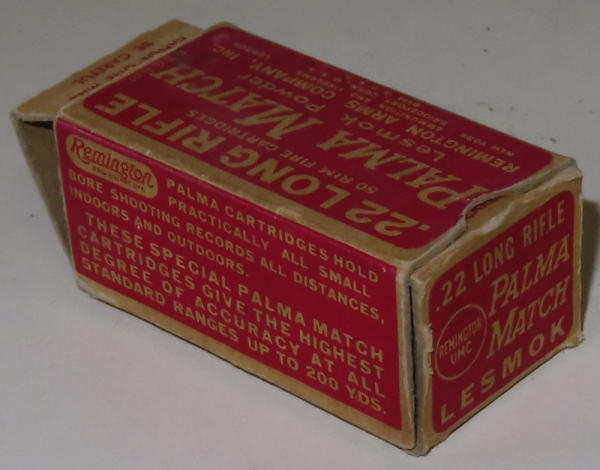 .22 LONG RIFLE
50 RIM FIRE CARTRIDGES
PALMA MATCH
Lesmok Powder
REMINGTON ARMS COMPANY, INC.
Remington
PALMA CARTRIDGES HOLD
PRACTICALLY ALL SMALL
BORE SHOOTING RECORDS ALL DISTANCES,
INDOORS AND OUTDOORS.
THESE SPECIAL PALMA MATCH
CARTRIDGES GIVE THE HIGHEST
DEGREE OF ACCURACY AT ALL
STANDARD RANGES UP TO 200 YDS.
.22 LONG RIFLE
PALMA
MATCH
REMINGTON
UMC
LESMOK